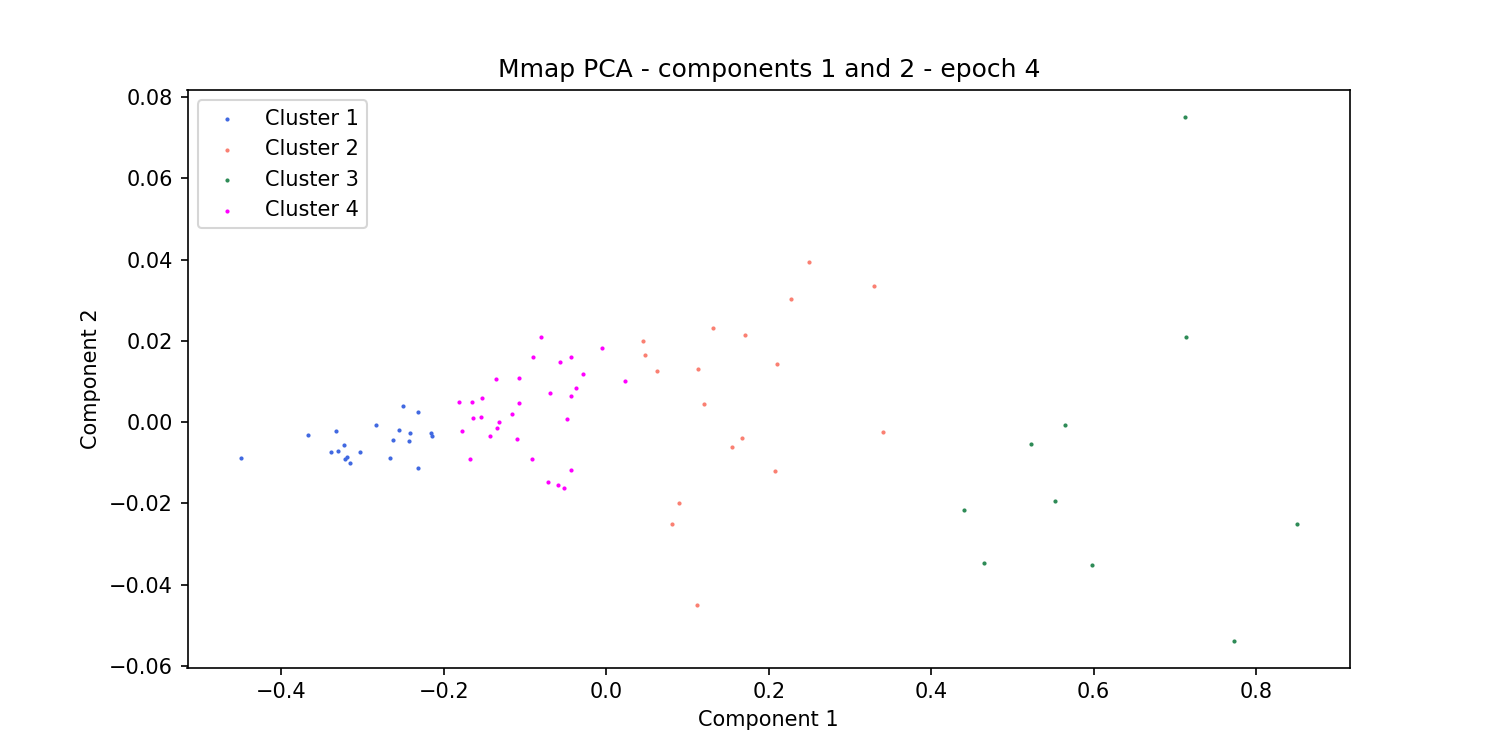 Mmap PCA - components 1 and 2 - epoch 4
Cluster 1
Cluster 2
Cluster 3
Cluster 4
0.08
0.06
0.04
0.02
0.00
−0.02
−0.04
−0.06
Component 2
−0.4
−0.2
0.0
0.2
0.4
0.6
0.8
Component 1